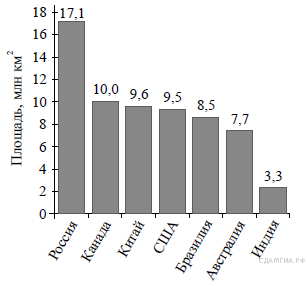 Площадь, млн км²
18
16
14
12
10
8
6
4
2
0
17,1
10,0
9,6
9,5
8,5
7,7
3,3
Россия
Канада
Китай
США
Бразилия
Австралия
Индия
СДАМГИА.РФ